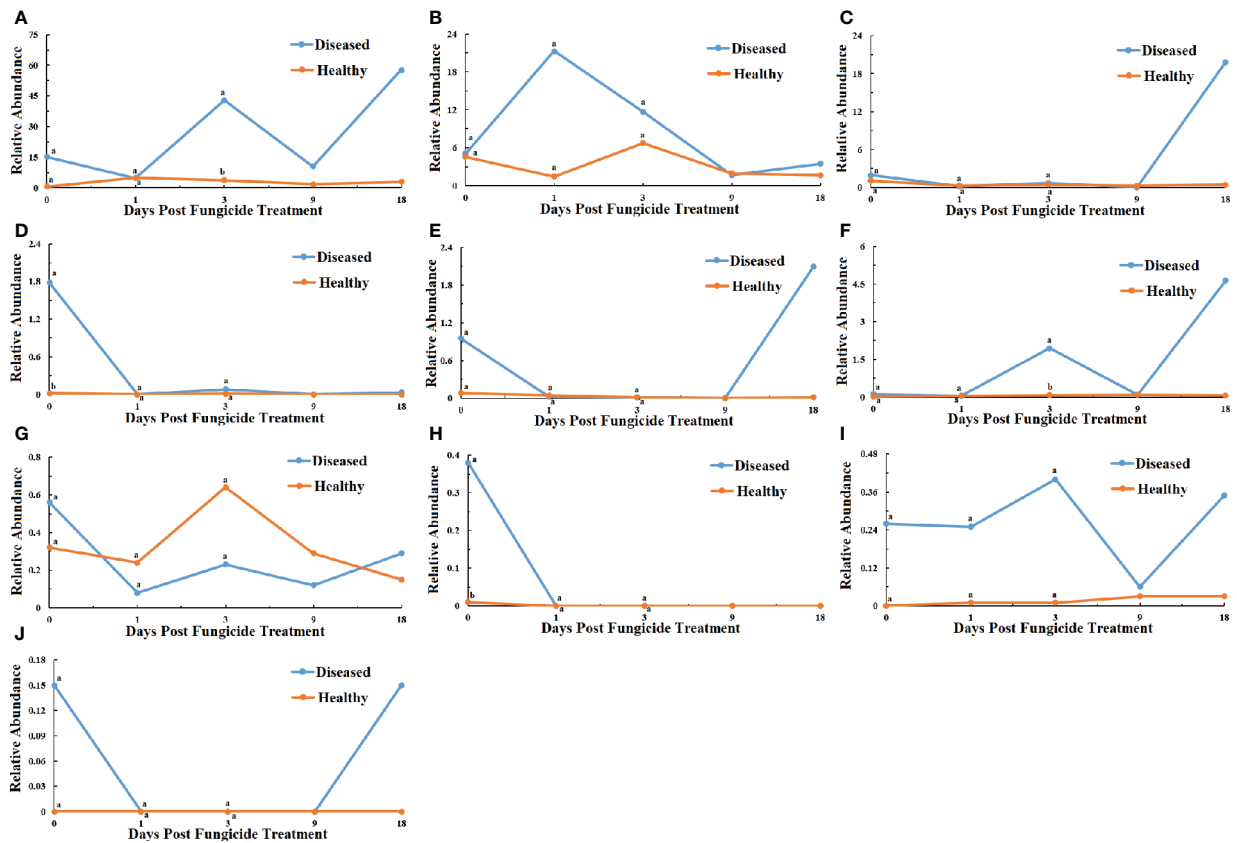 A
Relative Abundance
75
60
45
30
15
0
a
a
a
a
a
b
Diseased
Healthy
0 1 3 9 18
Days Post Fungicide Treatment
B
Relative Abundance
24
18
12
6
0
a
a
a
a
a
a
Diseased
Healthy
0 1 3 9 18
Days Post Fungicide Treatment
C
Relative Abundance
24
18
12
6
0
a
a
a
a
a
a
Diseased
Healthy
0 1 3 9 18
Days Post Fungicide Treatment
D
Relative Abundance
2.4
1.8
1.2
0.6
0
a
b
a
a
a
a
Diseased
Healthy
0 1 3 9 18
Days Post Fungicide Treatment
E
Relative Abundance
2.4
1.8
1.2
0.6
0
a
a
a
a
a
a
Diseased
Healthy
0 1 3 9 18
Days Post Fungicide Treatment
F
Relative Abundance
6
4.5
3
1.5
0
a
a
a
a
a
b
Diseased
Healthy
0 1 3 9 18
Days Post Fungicide Treatment
G
Relative Abundance
0.8
0.6
0.4
0.2
0
a
a
a
a
a
a
Diseased
Healthy
0 1 3 9 18
Days Post Fungicide Treatment
H
Relative Abundance
0.4
0.3
0.2
0.1
0
a
b
a
a
a
a
Diseased
Healthy
0 1 3 9 18
Days Post Fungicide Treatment
I
Relative Abundance
0.48
0.36
0.24
0.12
0
a
a
a
a
a
a
Diseased
Healthy
0 1 3 9 18
Days Post Fungicide Treatment
J
Relative Abundance
0.18
0.15
0.12
0.09
0.06
0.03
0
a
a
a
a
a
a
Diseased
Healthy
0 1 3 9 18
Days Post Fungicide Treatment